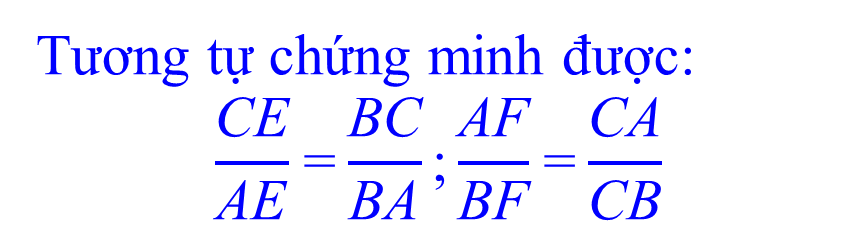 Tương tự chứng minh được:
CE/AE = BC/BA ; AF/BF = CA/CB